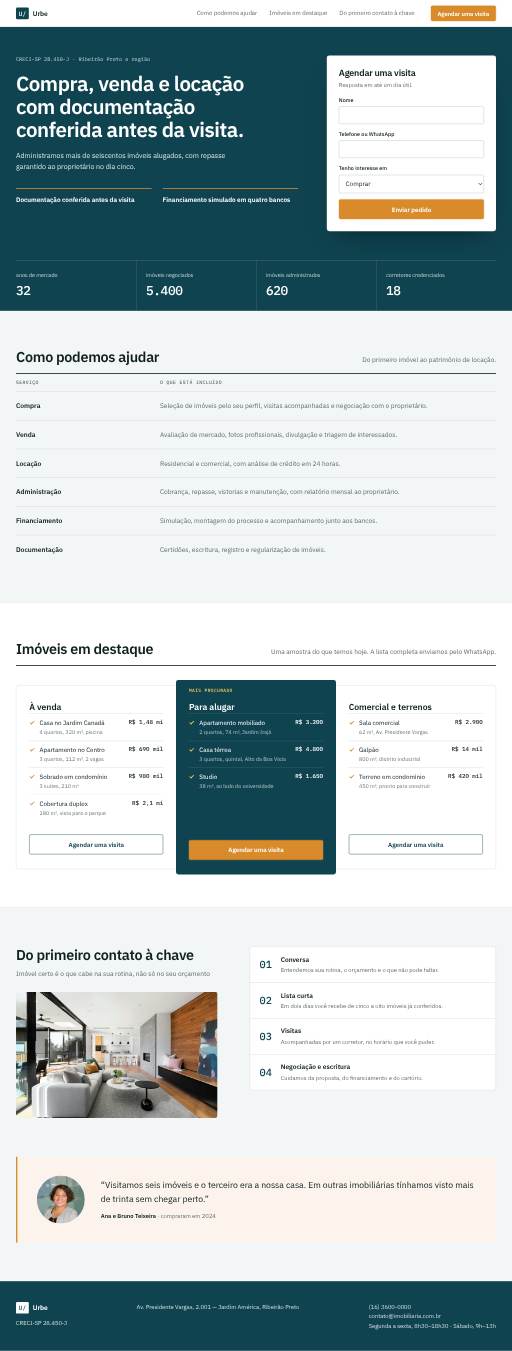 U/ Urbe
Como podemos ajudar
Imóveis em destaque
Do primeiro contato à chave
Agendar uma visita
CRECI-SP 28.450-J · Ribeirão Preto e região
Compra, venda e locação
com documentação
conferida antes da visita.
Administramos mais de seiscentos imóveis alugados, com repasse
garantido ao proprietário no dia cinco.
Documentação conferida antes da visita
Financiamento simulado em quatro bancos
Agendar uma visita
Resposta em até um dia útil
Nome
Telefone ou WhatsApp
Tenho interesse em
Comprar
Enviar pedido
anos de mercado
32
imóveis negociados
5.400
imóveis administrados
620
corretores credenciados
18
Como podemos ajudar
Do primeiro imóvel ao patrimônio de locação.
SERVIÇO
O QUE ESTÁ INCLUÍDO
Compra
Seleção de imóveis pelo seu perfil, visitas acompanhadas e negociação com o proprietário.
Venda
Avaliação de mercado, fotos profissionais, divulgação e triagem de interessados.
Locação
Residencial e comercial, com análise de crédito em 24 horas.
Administração
Cobrança, repasse, vistorias e manutenção, com relatório mensal ao proprietário.
Financiamento
Simulação, montagem do processo e acompanhamento junto aos bancos.
Documentação
Certidões, escritura, registro e regularização de imóveis.
Imóveis em destaque
Uma amostra do que temos hoje. A lista completa enviamos pelo WhatsApp.
À venda
Casa no Jardim Canadá R$ 1,48 mi
4 quartos, 320 m², piscina
Apartamento no Centro R$ 690 mil
3 quartos, 112 m², 2 vagas
Sobrado em condomínio R$ 980 mil
3 suítes, 210 m²
Cobertura duplex R$ 2,1 mi
280 m², vista para o parque
Agendar uma visita
MAIS PROCURADO
Para alugar
Apartamento mobiliado R$ 3.200
2 quartos, 74 m², Jardim Irajá
Casa térrea R$ 4.800
3 quartos, quintal, Alto da Boa Vista
Studio R$ 1.650
38 m², ao lado da universidade
Agendar uma visita
Comercial e terrenos
Sala comercial R$ 2.900
62 m², Av. Presidente Vargas
Galpão R$ 14 mil
800 m², distrito industrial
Terreno em condomínio R$ 420 mil
450 m², pronto para construir
Agendar uma visita
Do primeiro contato à chave
Imóvel certo é o que cabe na sua rotina, não só no seu orçamento
01 Conversa
Entendemos sua rotina, o orçamento e o que não pode faltar.
02 Lista curta
Em dois dias você recebe de cinco a oito imóveis já conferidos.
03 Visitas
Acompanhadas por um corretor, no horário que você puder.
04 Negociação e escritura
Cuidamos da proposta, do financiamento e do cartório.
“Visitamos seis imóveis e o terceiro era a nossa casa. Em outras imobiliárias tínhamos visto mais
de trinta sem chegar perto.”
Ana e Bruno Teixeira · compraram em 2024
U/ Urbe
CRECI-SP 28.450-J
Av. Presidente Vargas, 2.001 — Jardim América, Ribeirão Preto
(16) 3600-0000
contato@imobiliaria.com.br
Segunda a sexta, 8h30–18h30 · Sábado, 9h–13h